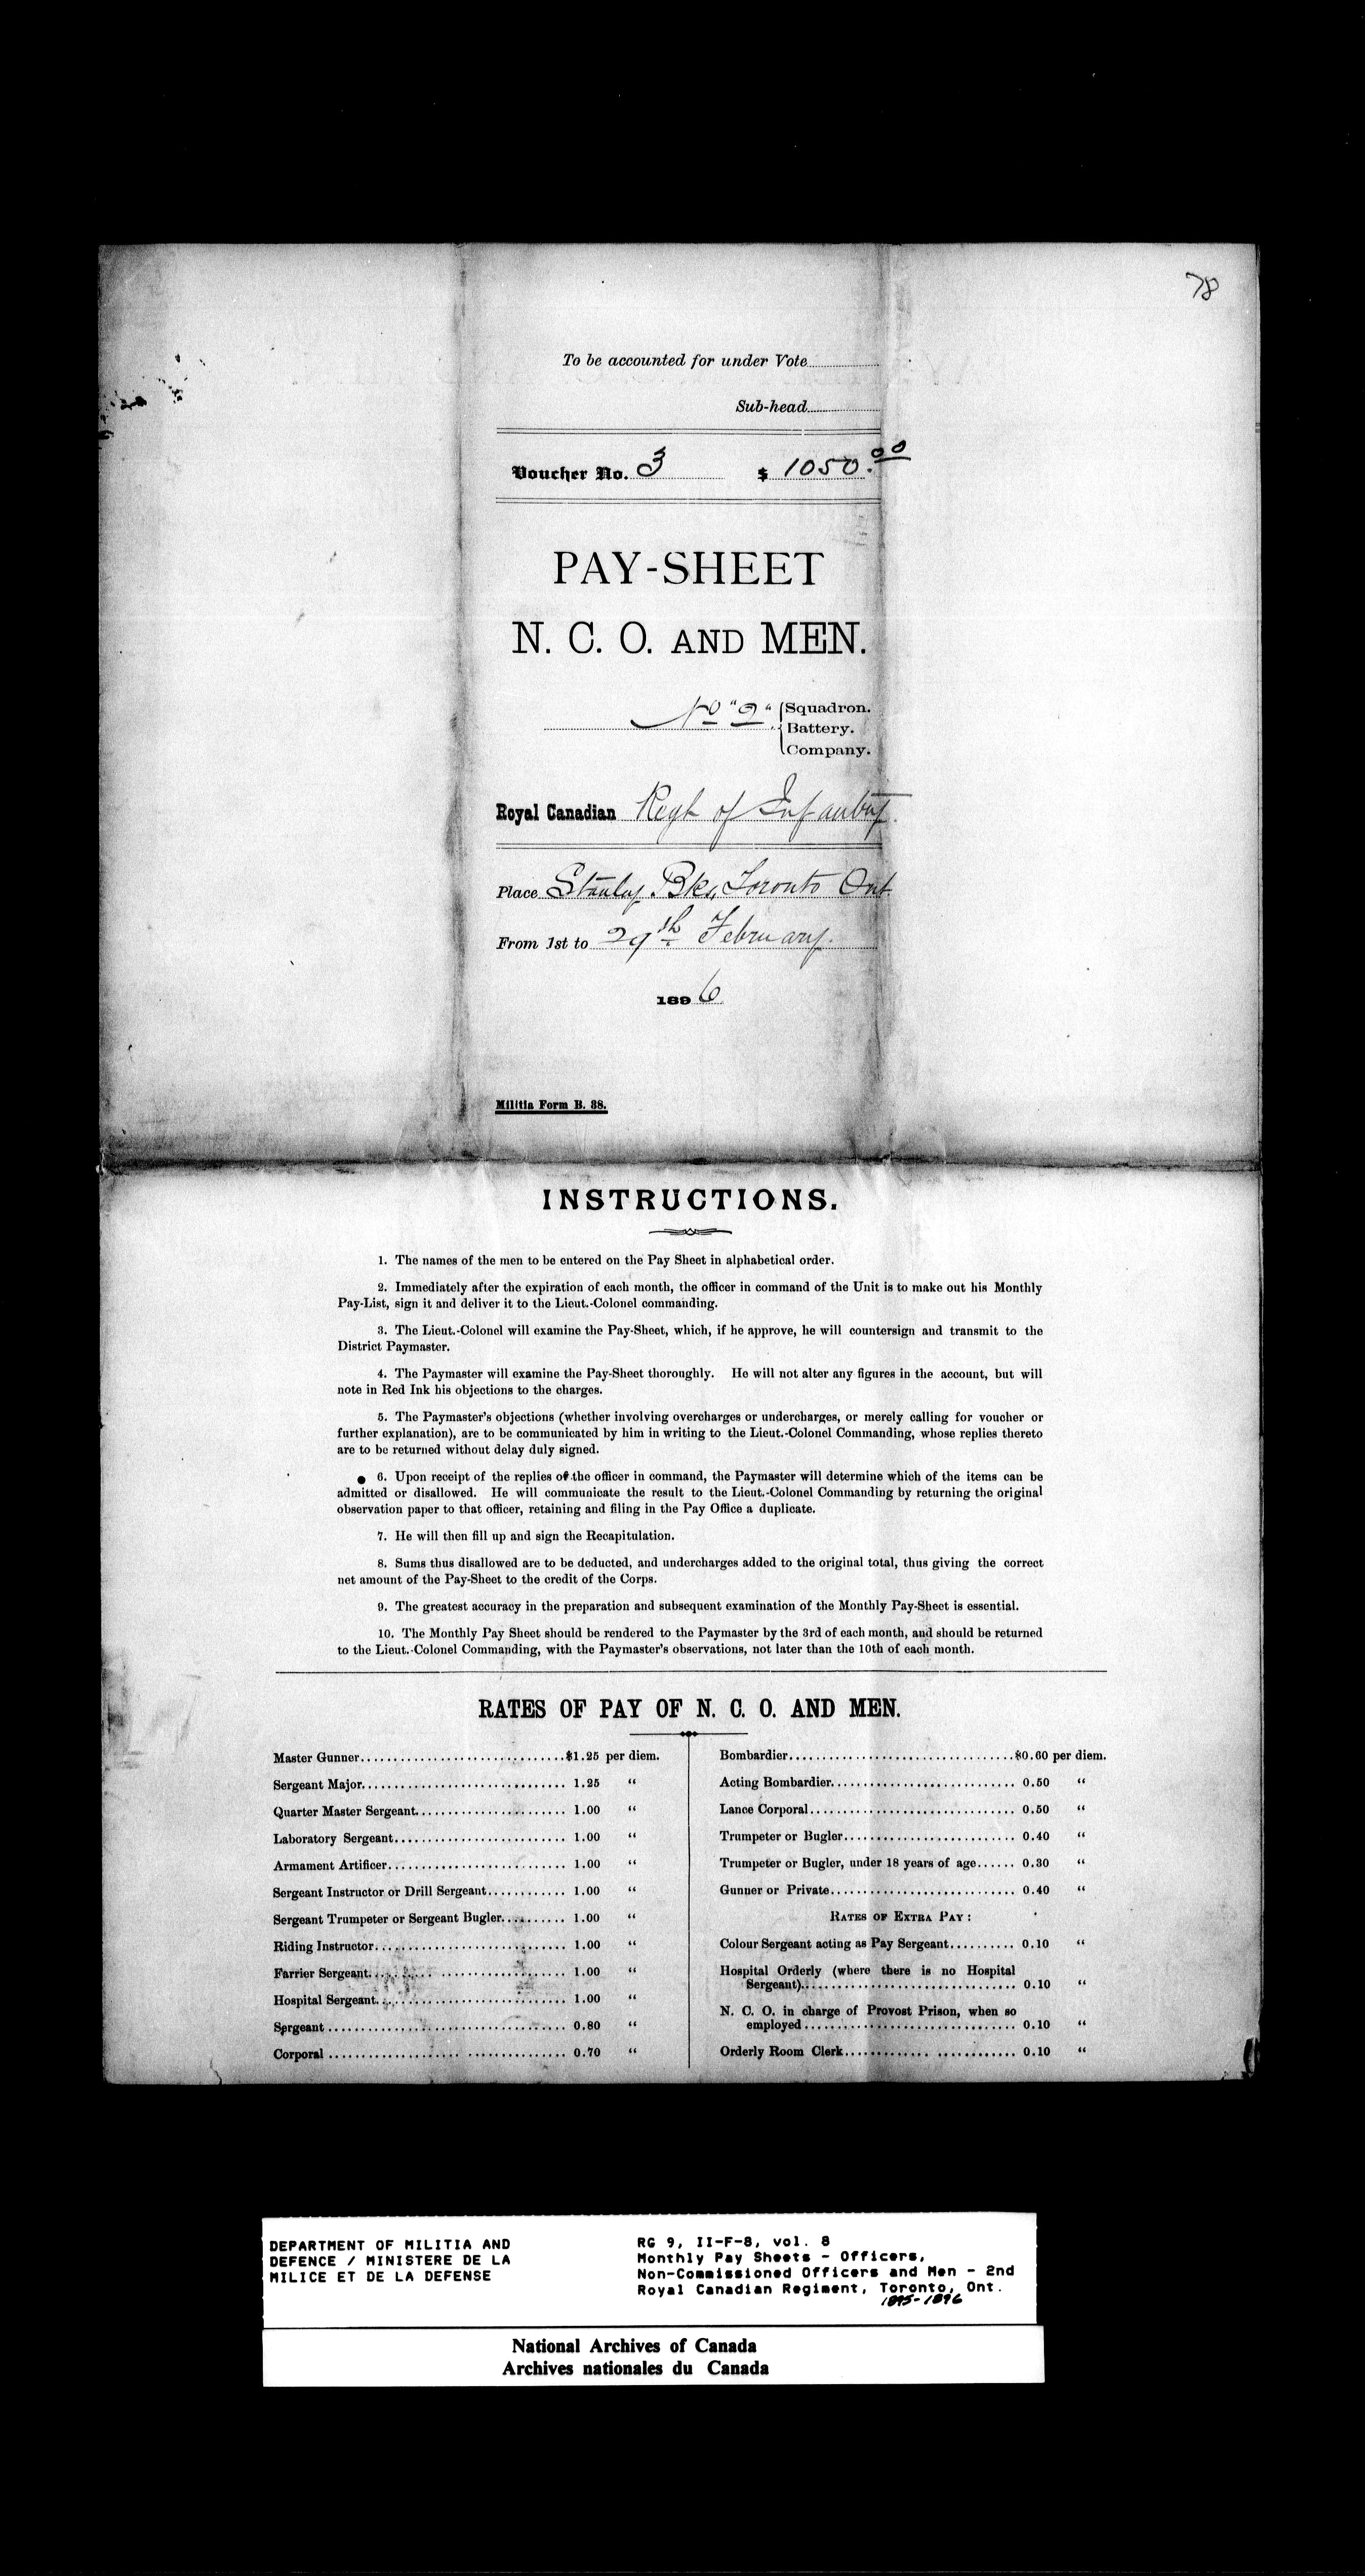 78
To be accounted for under Vote
Sub-head
Voucher No. 3 $ 1050.00
PAY-SHEET
N. C. O. AND MEN.
No "2" Squadron.
Battery.
Company.
Royal Canadian Regt of Infantry.
Place Stanley Bks, Toronto Ont.
From 1st to 29th February.
1896
Militia Form B. 38.
INSTRUCTIONS.
1. The names of the men to be entered on the Pay Sheet in alphabetical order.
2. Immediately after the expiration of each month, the officer in command of the Unit is to make out his Monthly
Pay-List, sign it and deliver it to the Lieut.-Colonel commanding.
3. The Lieut.-Colonel will examine the Pay-Sheet, which, if he approve, he will countersign and transmit to the
District Paymaster.
4. The Paymaster will examine the Pay-Sheet thoroughly. He will not alter any figures in the account, but will
note in Red Ink his objections to the charges.
5. The Paymaster's objections (whether involving overcharges or undercharges, or merely calling for voucher or
further explanation), are to be communicated by him in writing to the Lieut.-Colonel Commanding, whose replies thereto
are to be returned without delay duly signed.
6. Upon receipt of the replies of the officer in command, the Paymaster will determine which of the items can be
admitted or disallowed. He will communicate the result to the Lieut.-Colonel Commanding by returning the original
observation paper to that officer, retaining and filing in the Pay Office a duplicate.
7. He will then fill up and sign the Recapitulation.
8. Sums thus disallowed are to be deducted, and undercharges added to the original total, thus giving the correct
net amount of the Pay-Sheet to the credit of the Corps.
9. The greatest accuracy in the preparation and subsequent examination of the Monthly Pay-Sheet is essential.
10. The Monthly Pay Sheet should be rendered to the Paymaster by the 3rd of each month, and should be returned
to the Lieut.-Colonel Commanding, with the Paymaster's observations, not later than the 10th of each month.
RATES OF PAY OF N. C. O. AND MEN.
Master Gunner $1.25 per diem.
Sergeant Major 1.25 "
Quarter Master Sergeant 1.00 "
Laboratory Sergeant 1.00 "
Armament Artificer 1.00 "
Sergeant Instructor or Drill Sergeant 1.00 "
Sergeant Trumpeter or Sergeant Bugler 1.00 "
Riding Instructor 1.00 "
Farrier Sergeant 1.00 "
Hospital Sergeant 1.00 "
Sergeant 0.80 "
Corporal 0.70 "
Bombardier $0.60 per diem.
Acting Bombardier 0.50 "
Lance Corporal 0.50 "
Trumpeter or Bugler 0.40 "
Trumpeter or Bugler, under 18 years of age 0.30 "
Gunner or Private 0.40 "
RATES OF EXTRA PAY:
Colour Sergeant acting as Pay Sergeant 0.10 "
Hospital Orderly (where there is no Hospital
Sergeant) 0.10 "
N. C. O. in charge of Provost Prison, when so
employed 0.10 "
Orderly Room Clerk 0.10 "
DEPARTMENT OF MILITIA AND
DEFENCE / MINISTERE DE LA
MILICE ET DE LA DEFENSE
RG 9, II-F-8, vol. 8
Monthly Pay Sheets - Officers,
Non-Commissioned Officers and Men - 2nd
Royal Canadian Regiment, Toronto, Ont.
1895-1896
National Archives of Canada
Archives nationales du Canada